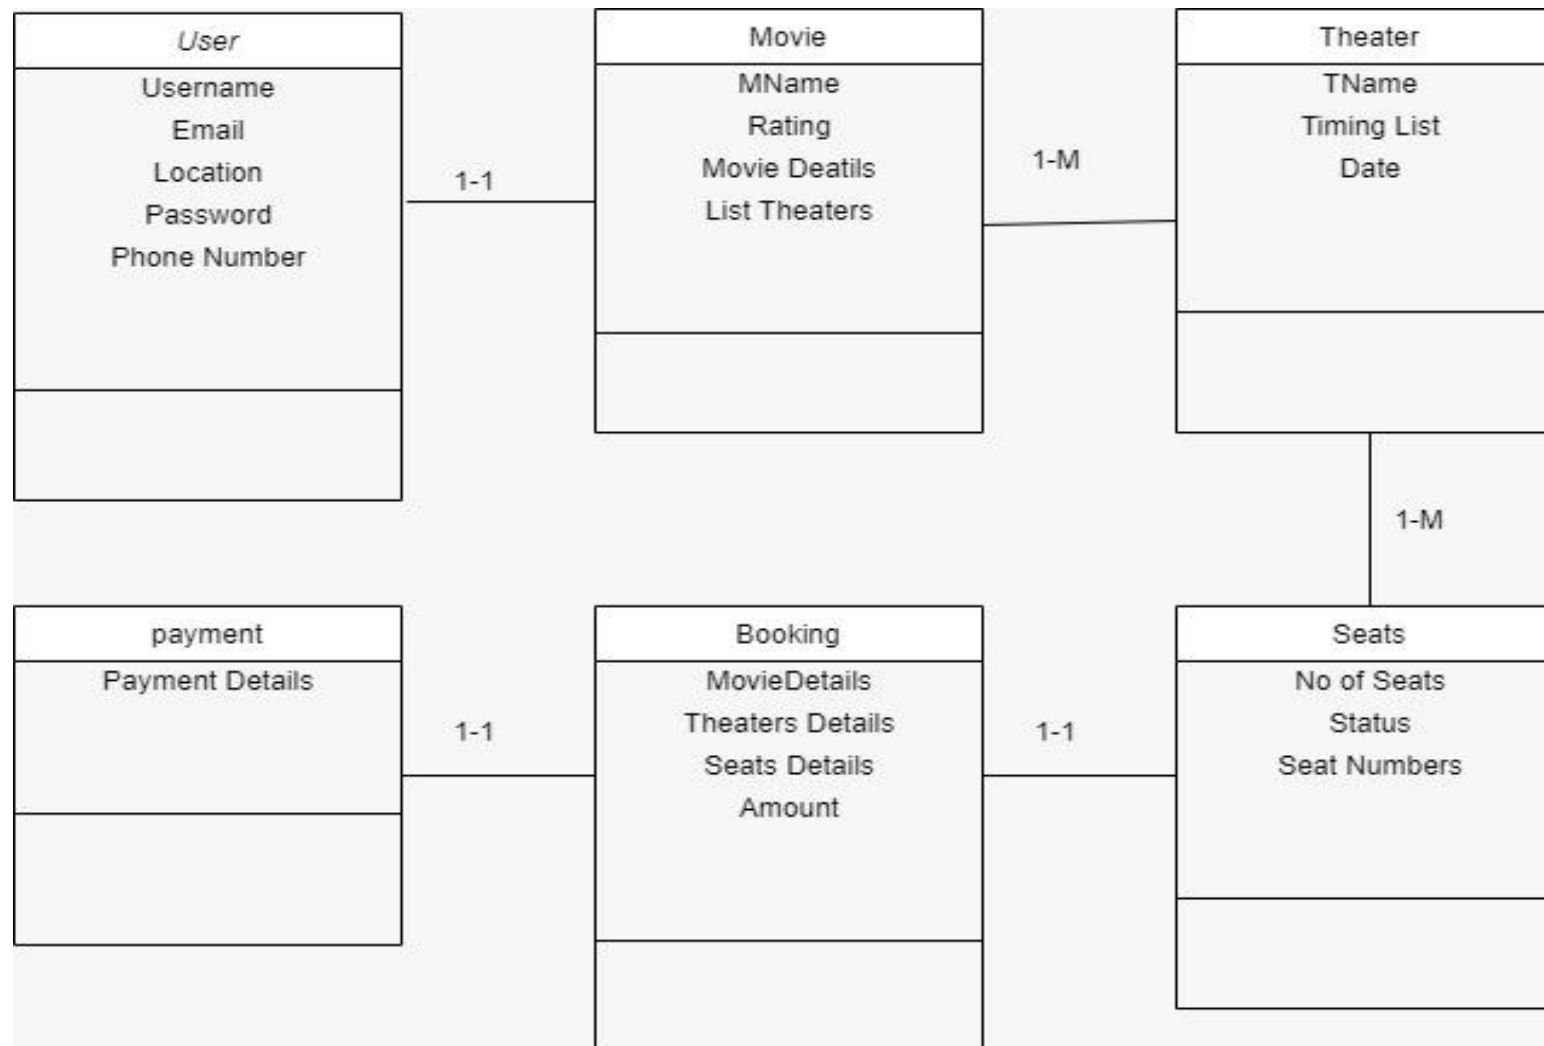 User
Username
Email
Location
Password
Phone Number
1-1
Movie
MName
Rating
Movie Deatils
List Theaters
1-M
Theater
TName
Timing List
Date
1-M
payment
Payment Details
1-1
Booking
MovieDetails
Theaters Details
Seats Details
Amount
1-1
Seats
No of Seats
Status
Seat Numbers